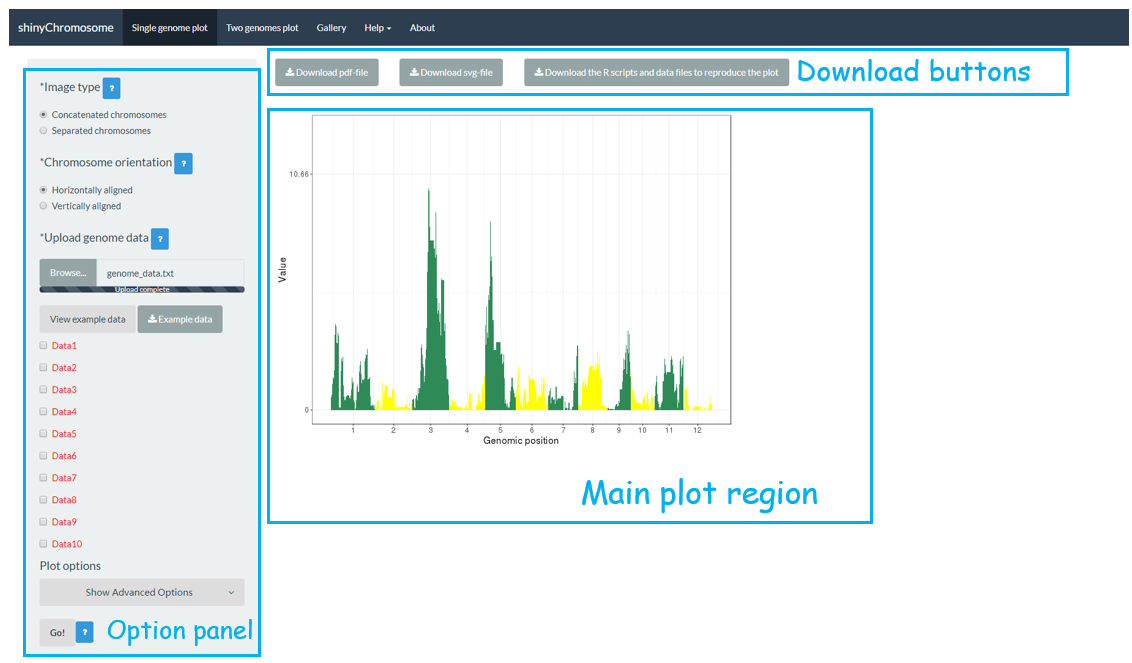 shinyChromosome Single genome plot Two genomes plot Gallery Help About
Download pdf-file Download svg-file Download the R scripts and data files to reproduce the plot Download buttons
*Image type ?
Concatenated chromosomes
Separated chromosomes
*Chromosome orientation ?
Horizontally aligned
Vertically aligned
*Upload genome data ?
Browse... genome_data.txt
Upload complete
View example data Example data
Data1
Data2
Data3
Data4
Data5
Data6
Data7
Data8
Data9
Data10
Plot options
Show Advanced Options
Go! ? Option panel
10.66
Value
0
1 2 3 4 5 6 7 8 9 10 11 12
Genomic position
Main plot region